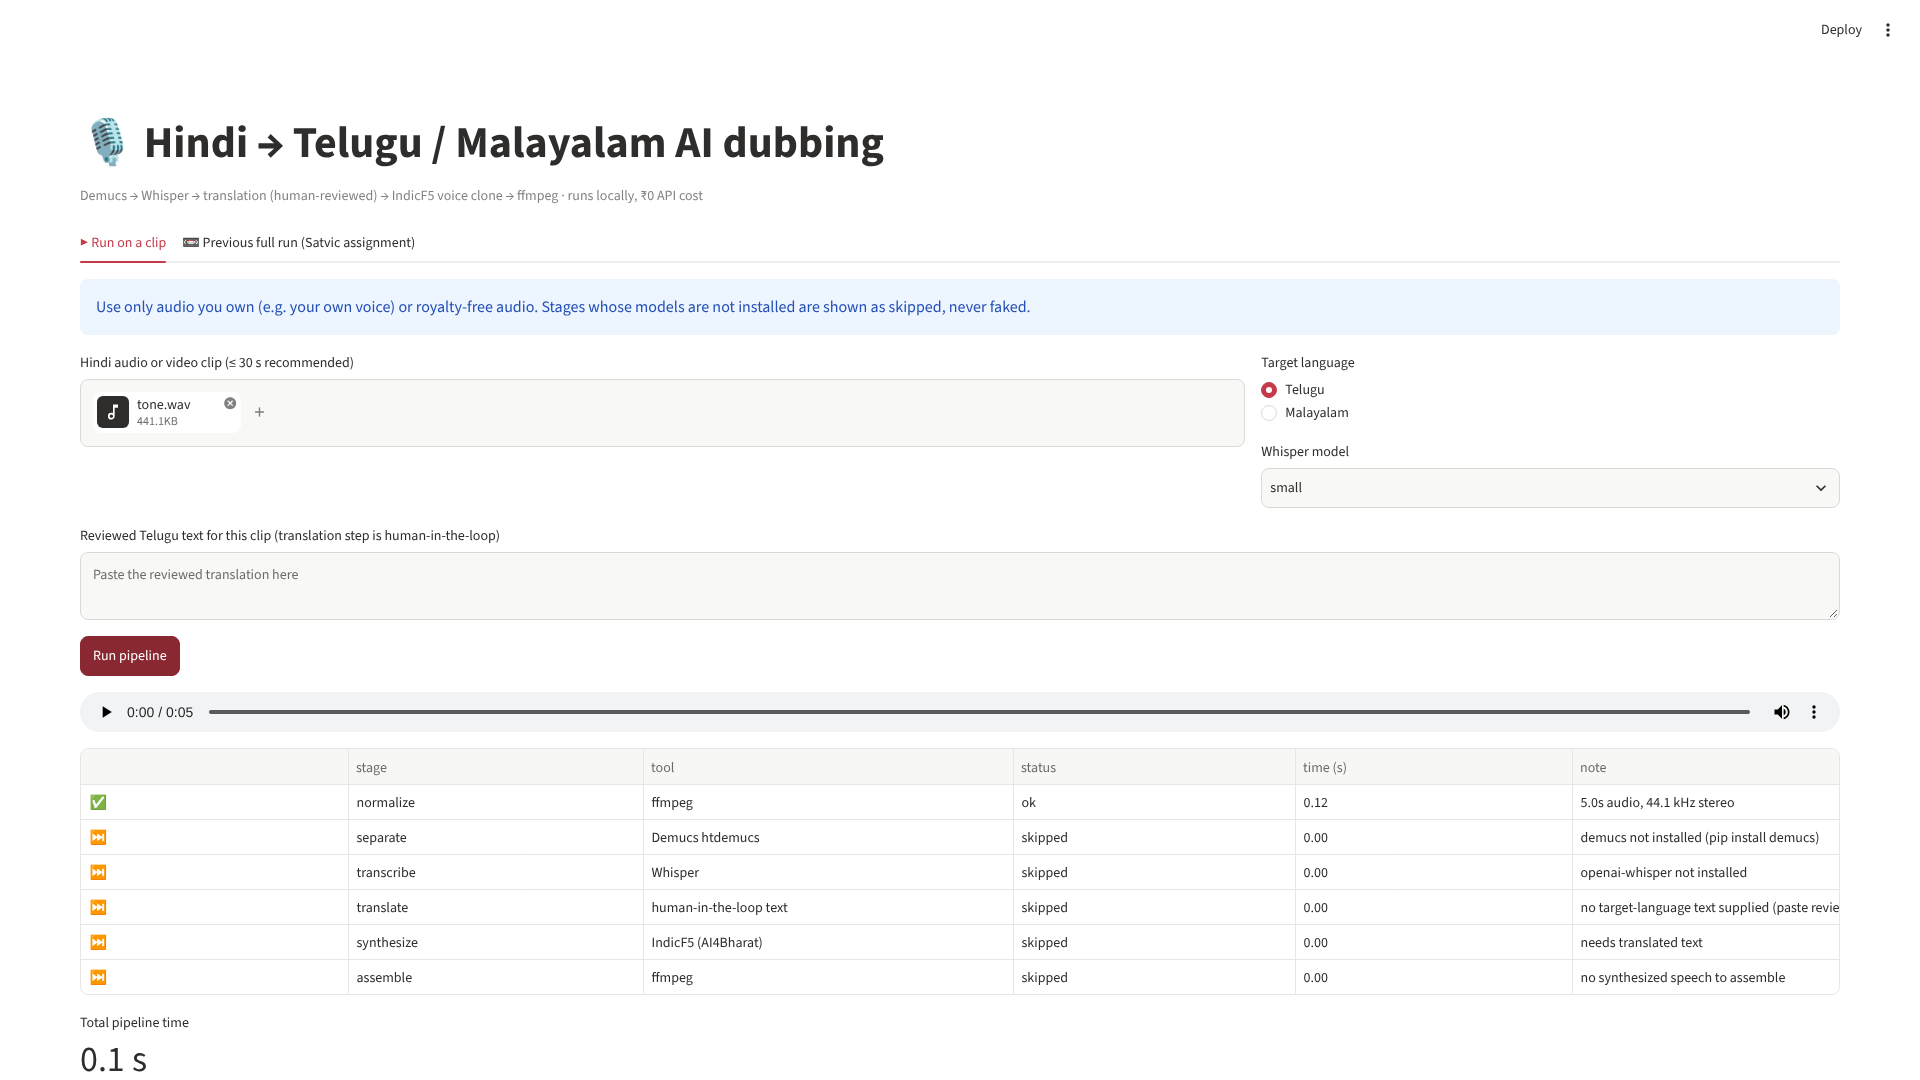 Deploy
Hindi → Telugu / Malayalam AI dubbing
Demucs → Whisper → translation (human-reviewed) → IndicF5 voice clone → ffmpeg · runs locally, ₹0 API cost
Run on a clip
Previous full run (Satvic assignment)
Use only audio you own (e.g. your own voice) or royalty-free audio. Stages whose models are not installed are shown as skipped, never faked.
Hindi audio or video clip (≤ 30 s recommended)
tone.wav
441.1KB
Target language
Telugu
Malayalam
Whisper model
small
Reviewed Telugu text for this clip (translation step is human-in-the-loop)
Paste the reviewed translation here
Run pipeline
0:00 / 0:05
stage tool status time (s) note
normalize ffmpeg ok 0.12 5.0s audio, 44.1 kHz stereo
separate Demucs htdemucs skipped 0.00 demucs not installed (pip install demucs)
transcribe Whisper skipped 0.00 openai-whisper not installed
translate human-in-the-loop text skipped 0.00 no target-language text supplied (paste revie
synthesize IndicF5 (AI4Bharat) skipped 0.00 needs translated text
assemble ffmpeg skipped 0.00 no synthesized speech to assemble
Total pipeline time
0.1 s